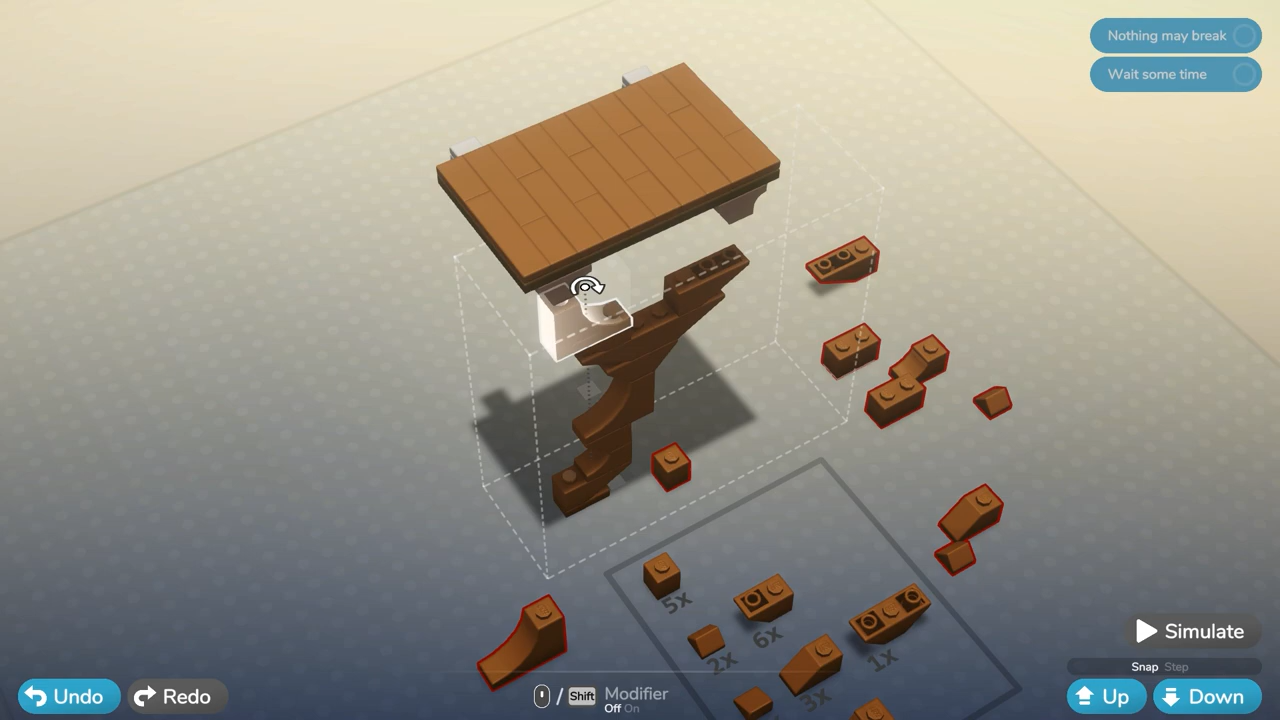 Nothing may break
Wait some time
5x
6x
2x
1x
3x
Simulate
Snap Step
Undo
Redo
/ Shift Modifier
Off On
Up
Down